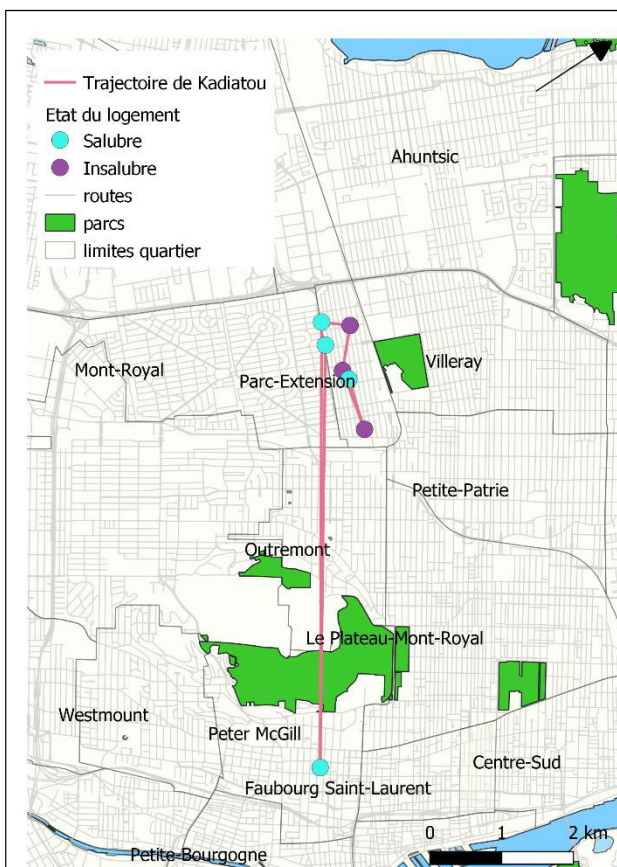 Trajectoire de Kadiatou
Etat du logement
Salubre
Insalubre
routes
parcs
limites quartier
Ahuntsic
Mont-Royal
Villeray
Parc-Extension
Petite-Patrie
Outremont
Le Plateau-Mont-Royal
Westmount
Peter McGill
Centre-Sud
Faubourg Saint-Laurent
Petite-Bourgogne
0 1 2 km